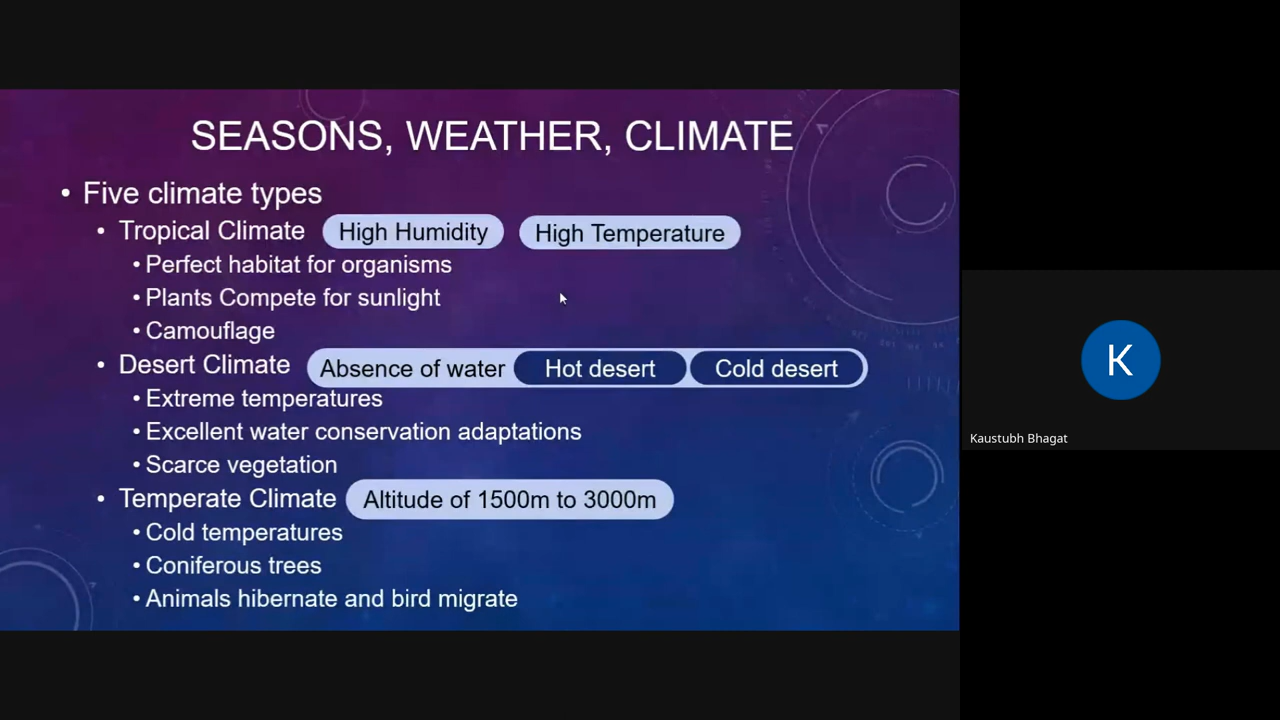 SEASONS, WEATHER, CLIMATE
• Five climate types
• Tropical Climate High Humidity High Temperature
• Perfect habitat for organisms
• Plants Compete for sunlight
• Camouflage
• Desert Climate Absence of water Hot desert Cold desert
• Extreme temperatures
• Excellent water conservation adaptations
• Scarce vegetation
• Temperate Climate Altitude of 1500m to 3000m
• Cold temperatures
• Coniferous trees
• Animals hibernate and bird migrate
K
Kaustubh Bhagat